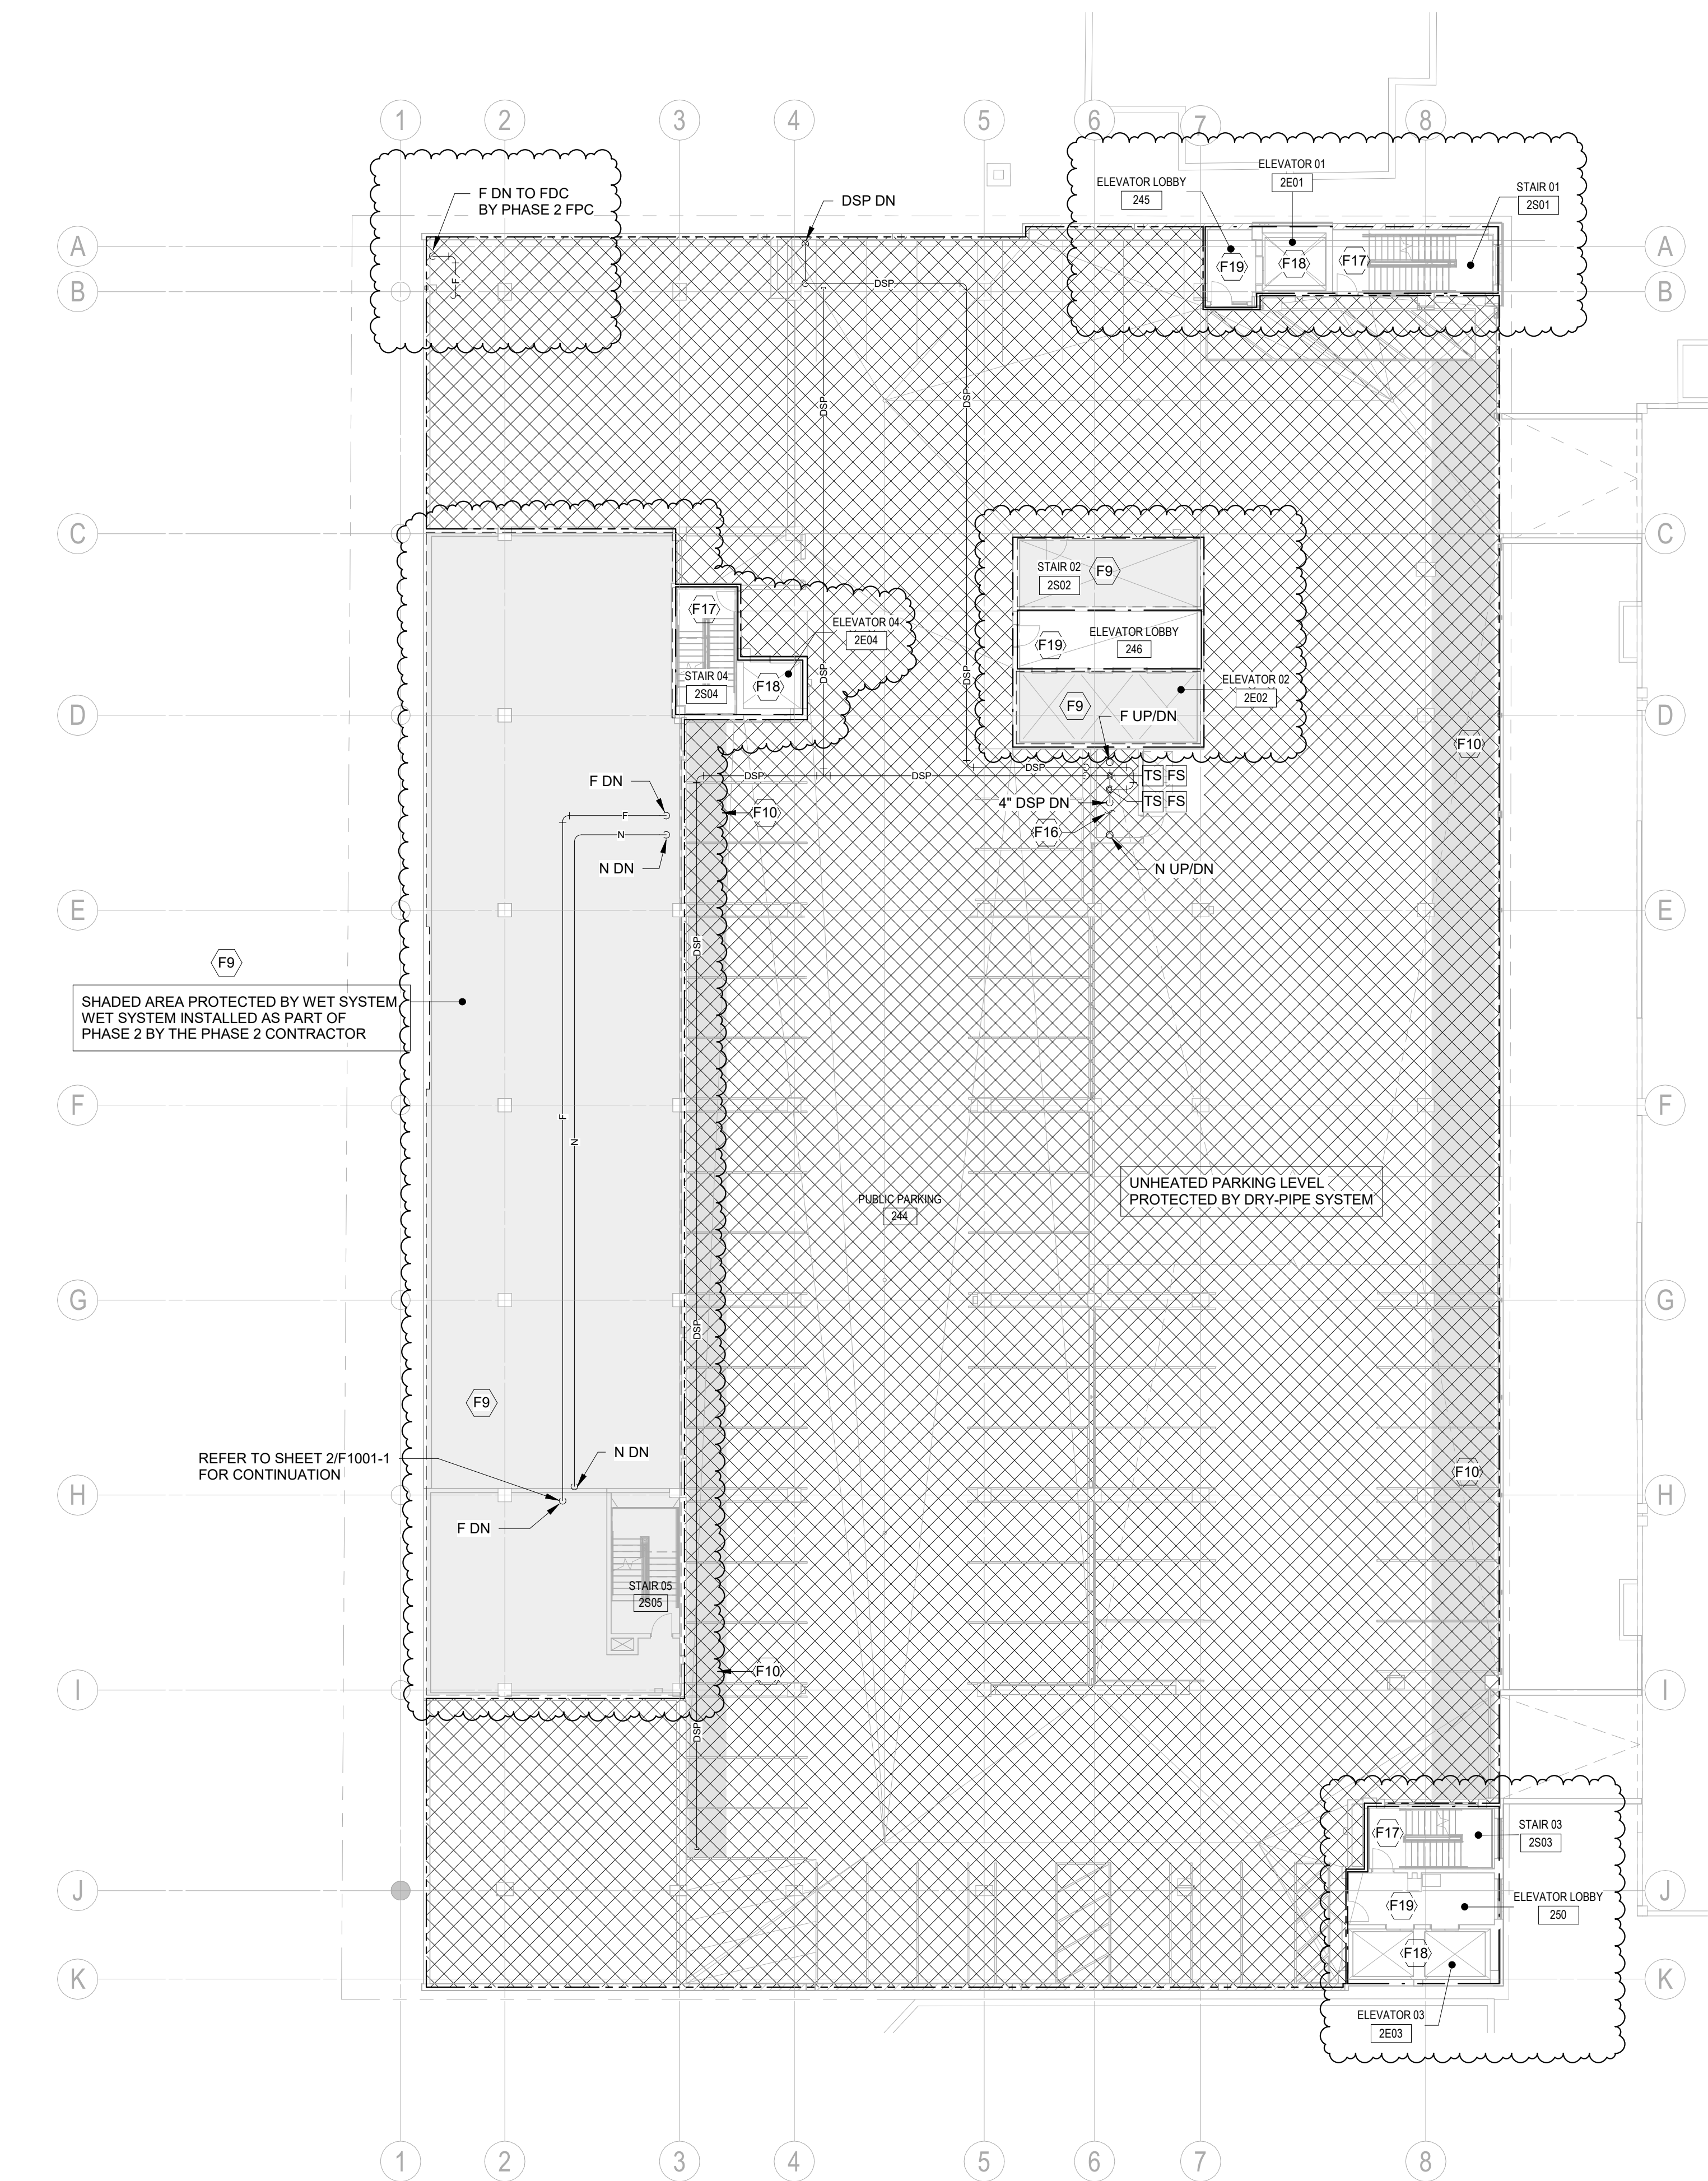 1
2
3
4
5
6
7
8
F DN TO FDC
BY PHASE 2 FPC
DSP DN
ELEVATOR LOBBY
245
ELEVATOR 01
2E01
STAIR 01
2S01
A
A
F19
F18
F17
F
DSP
B
B
DSP
DSP
C
C
STAIR 02
2S02
F9
F17
ELEVATOR 04
2E04
F19
ELEVATOR LOBBY
246
STAIR 04
2S04
F18
DSP
DSP
ELEVATOR 02
2E02
F9
D
D
F UP/DN
F10
F DN
DSP
DSP
DSP
TS
FS
4" DSP DN
TS
FS
F10
F
N
F16
N DN
N UP/DN
E
E
DSP
F9
SHADED AREA PROTECTED BY WET SYSTEM
WET SYSTEM INSTALLED AS PART OF
PHASE 2 BY THE PHASE 2 CONTRACTOR
F
F
F
N
UNHEATED PARKING LEVEL
PROTECTED BY DRY-PIPE SYSTEM
PUBLIC PARKING
244
G
G
DSP
F9
REFER TO SHEET 2/F1001-1
FOR CONTINUATION
N DN
F10
H
H
F DN
STAIR 05
2S05
F10
I
I
DSP
F17
STAIR 03
2S03
J
J
F19
ELEVATOR LOBBY
250
F18
K
K
ELEVATOR 03
2E03
1
2
3
4
5
6
7
8